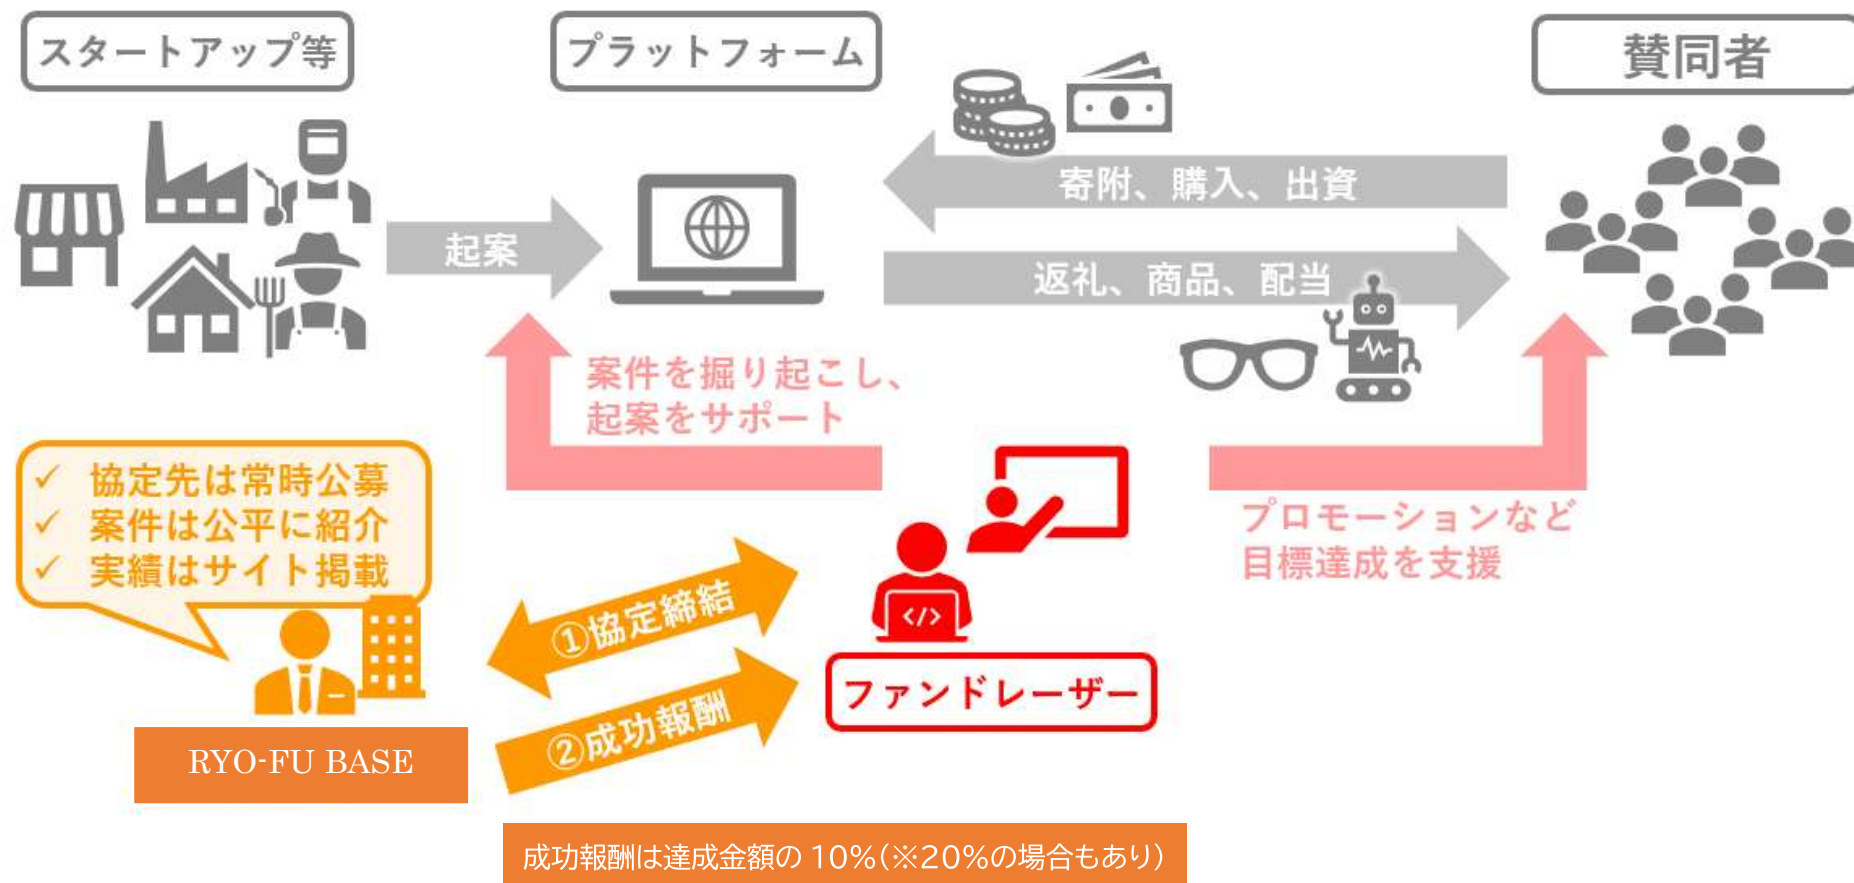 スタートアップ等
プラットフォーム
賛同者
寄附、購入、出資
起案
返礼、商品、配当
案件を掘り起こし、
起案をサポート
✓ 協定先は常時公募
✓ 案件は公平に紹介
✓ 実績はサイト掲載
プロモーションなど
目標達成を支援
①協定締結
</>
ファンドレーザー
②成功報酬
RYO-FU BASE
成功報酬は達成金額の10%(※20%の場合もあり)